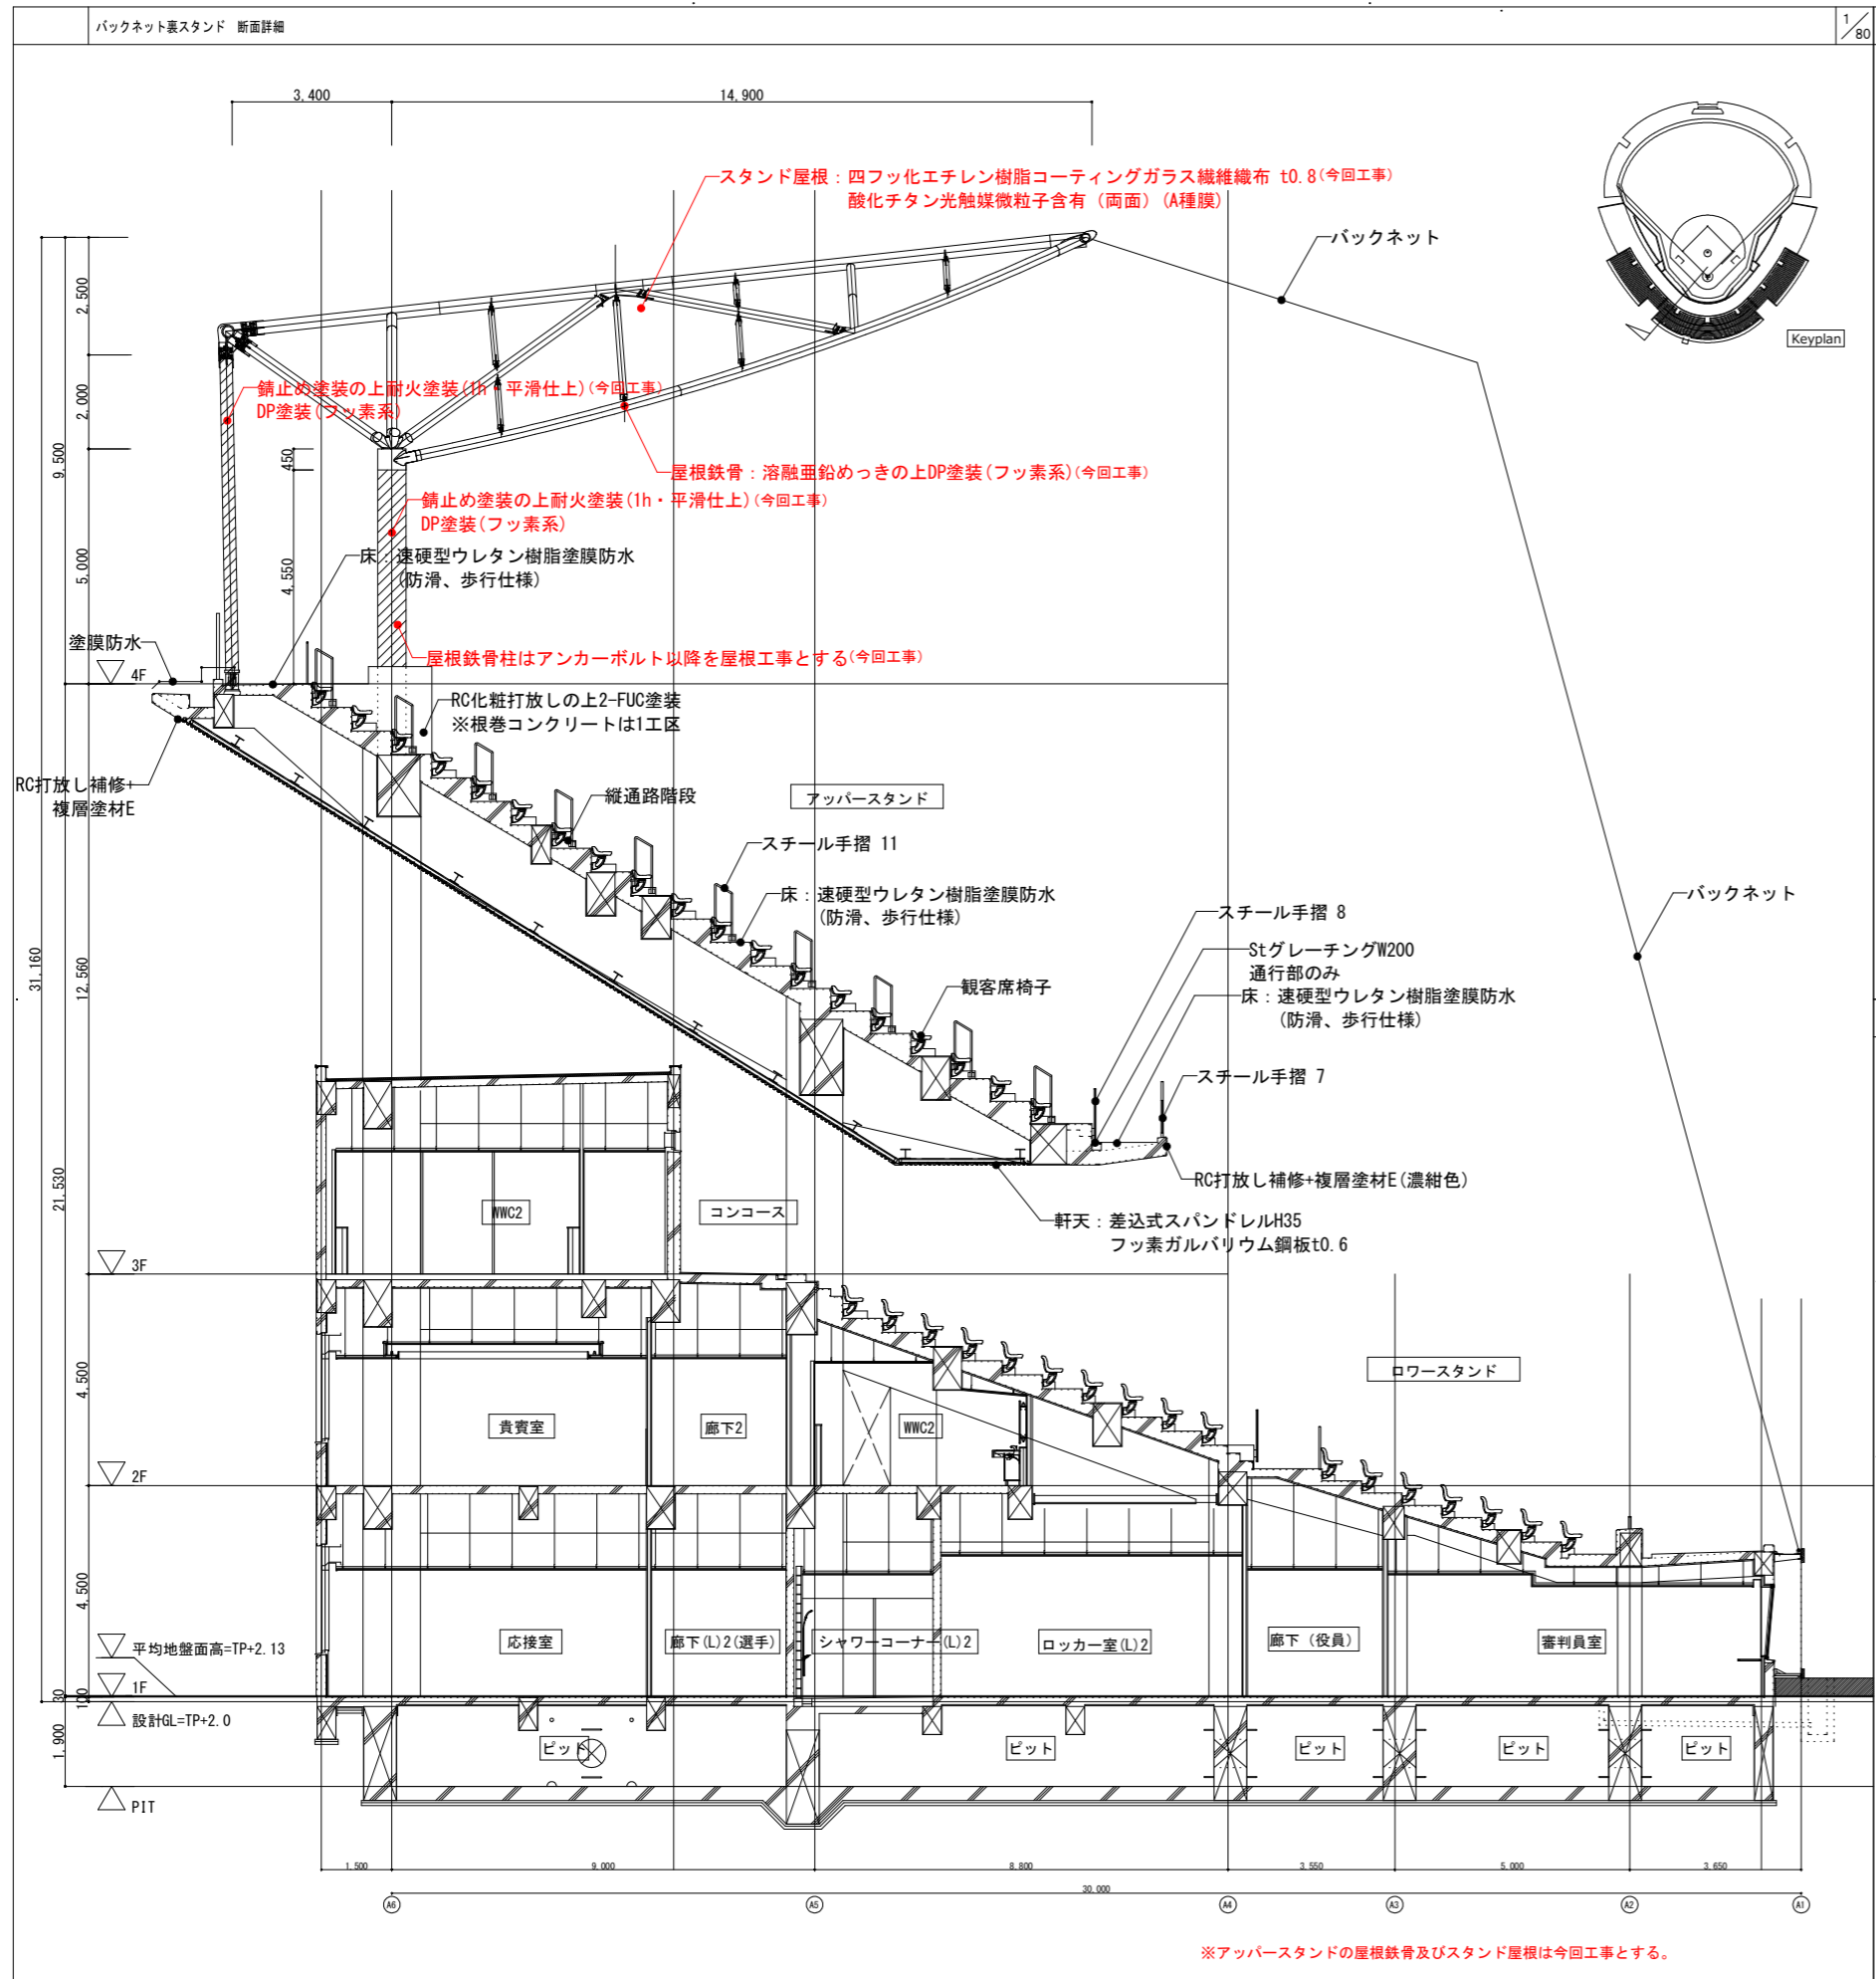 バックネット裏スタンド 断面詳細
1/80
3,400
14,900
スタンド屋根：四フッ化エチレン樹脂コーティングガラス繊維織布 t0.8(今回工事)
酸化チタン光触媒微粒子含有（両面）(A種膜)
バックネット
Keyplan
2,500
2,000
9,500
450
5,000
4,550
錆止め塗装の上耐火塗装(1h・平滑仕上)(今回工事)
DP塗装(フッ素系)
屋根鉄骨：溶融亜鉛めっきの上DP塗装(フッ素系)(今回工事)
錆止め塗装の上耐火塗装(1h・平滑仕上)(今回工事)
DP塗装(フッ素系)
床：速硬型ウレタン樹脂塗膜防水
(防滑、歩行仕様)
塗膜防水
4F
屋根鉄骨柱はアンカーボルト以降を屋根工事とする(今回工事)
RC化粧打放しの上2-FUC塗装
※根巻コンクリートは1工区
RC打放し補修+
複層塗材E
縦通路階段
アッパースタンド
スチール手摺 11
床：速硬型ウレタン樹脂塗膜防水
(防滑、歩行仕様)
バックネット
スチール手摺 8
StグレーチングW200
通行部のみ
床：速硬型ウレタン樹脂塗膜防水
(防滑、歩行仕様)
観客席椅子
スチール手摺 7
31,160
12,560
21,530
RC打放し補修+複層塗材E(濃紺色)
WWC2
コンコース
軒天：差込式スパンドレルH35
フッ素ガルバリウム鋼板t0.6
3F
4,500
ロワースタンド
貴賓室
廊下2
WWC2
2F
4,500
平均地盤面高=TP+2.13
応接室
廊下(L)2(選手)
シャワーコーナー(L)2
ロッカー室(L)2
廊下（役員）
審判員室
1F
30
100
設計GL=TP+2.0
1,900
ピット
ピット
ピット
ピット
ピット
PIT
1,500
9,000
8,800
3,550
5,000
3,650
30,000
A6
A5
A4
A3
A2
A1
※アッパースタンドの屋根鉄骨及びスタンド屋根は今回工事とする。